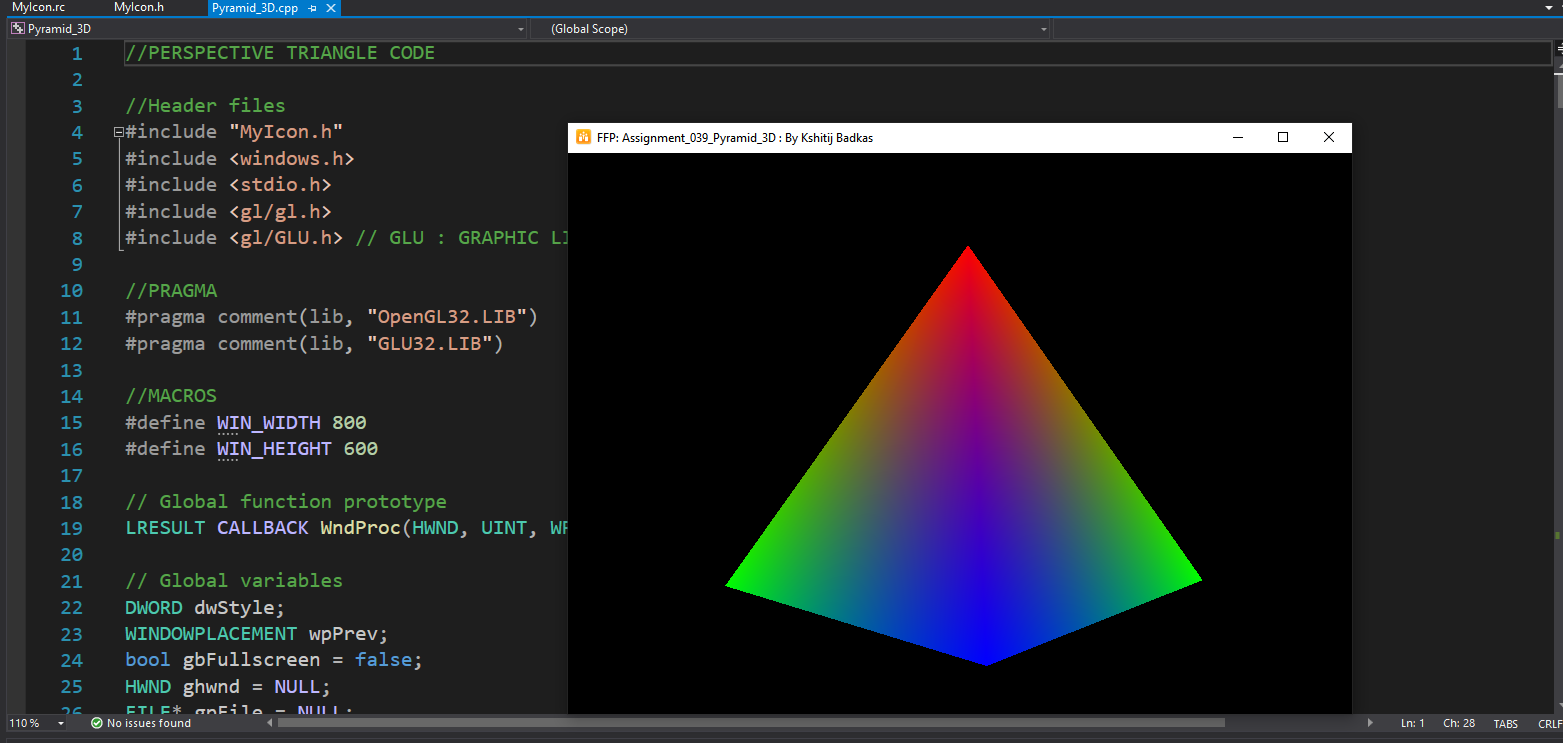 MyIcon.rc MyIcon.h Pyramid_3D.cpp
Pyramid_3D (Global Scope)
1 //PERSPECTIVE TRIANGLE CODE
2
3 //Header files
4 #include "MyIcon.h"
5 #include <windows.h>
6 #include <stdio.h>
7 #include <gl/gl.h>
8 #include <gl/GLU.h> // GLU : GRAPHIC LI
9
10 //PRAGMA
11 #pragma comment(lib, "OpenGL32.LIB")
12 #pragma comment(lib, "GLU32.LIB")
13
14 //MACROS
15 #define WIN_WIDTH 800
16 #define WIN_HEIGHT 600
17
18 // Global function prototype
19 LRESULT CALLBACK WndProc(HWND, UINT, WP
20
21 // Global variables
22 DWORD dwStyle;
23 WINDOWPLACEMENT wpPrev;
24 bool gbFullscreen = false;
25 HWND ghwnd = NULL;
26 FILE* gpFile = NULL;
FFP: Assignment_039_Pyramid_3D : By Kshitij Badkas
110 % No issues found Ln: 1 Ch: 28 TABS CRLF